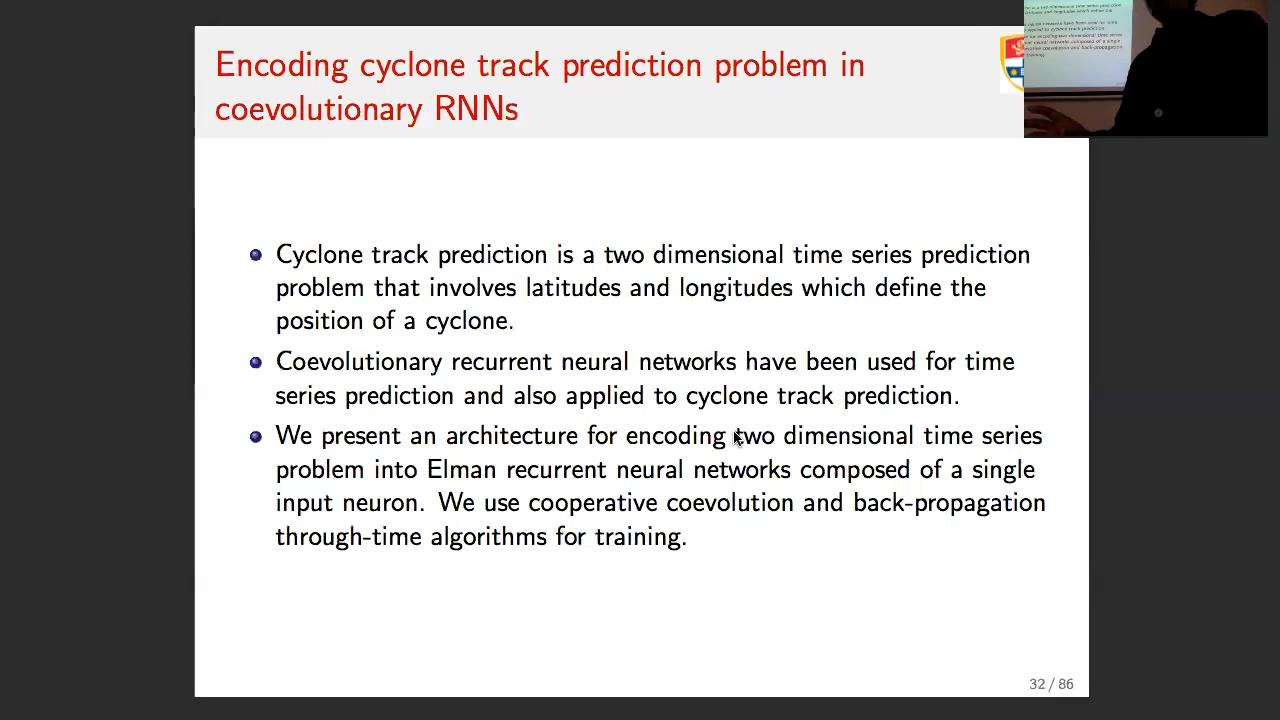 Encoding cyclone track prediction problem in
coevolutionary RNNs
Cyclone track prediction is a two dimensional time series prediction
problem that involves latitudes and longitudes which define the
position of a cyclone.
Coevolutionary recurrent neural networks have been used for time
series prediction and also applied to cyclone track prediction.
We present an architecture for encoding two dimensional time series
problem into Elman recurrent neural networks composed of a single
input neuron. We use cooperative coevolution and back-propagation
through-time algorithms for training.
32 / 86